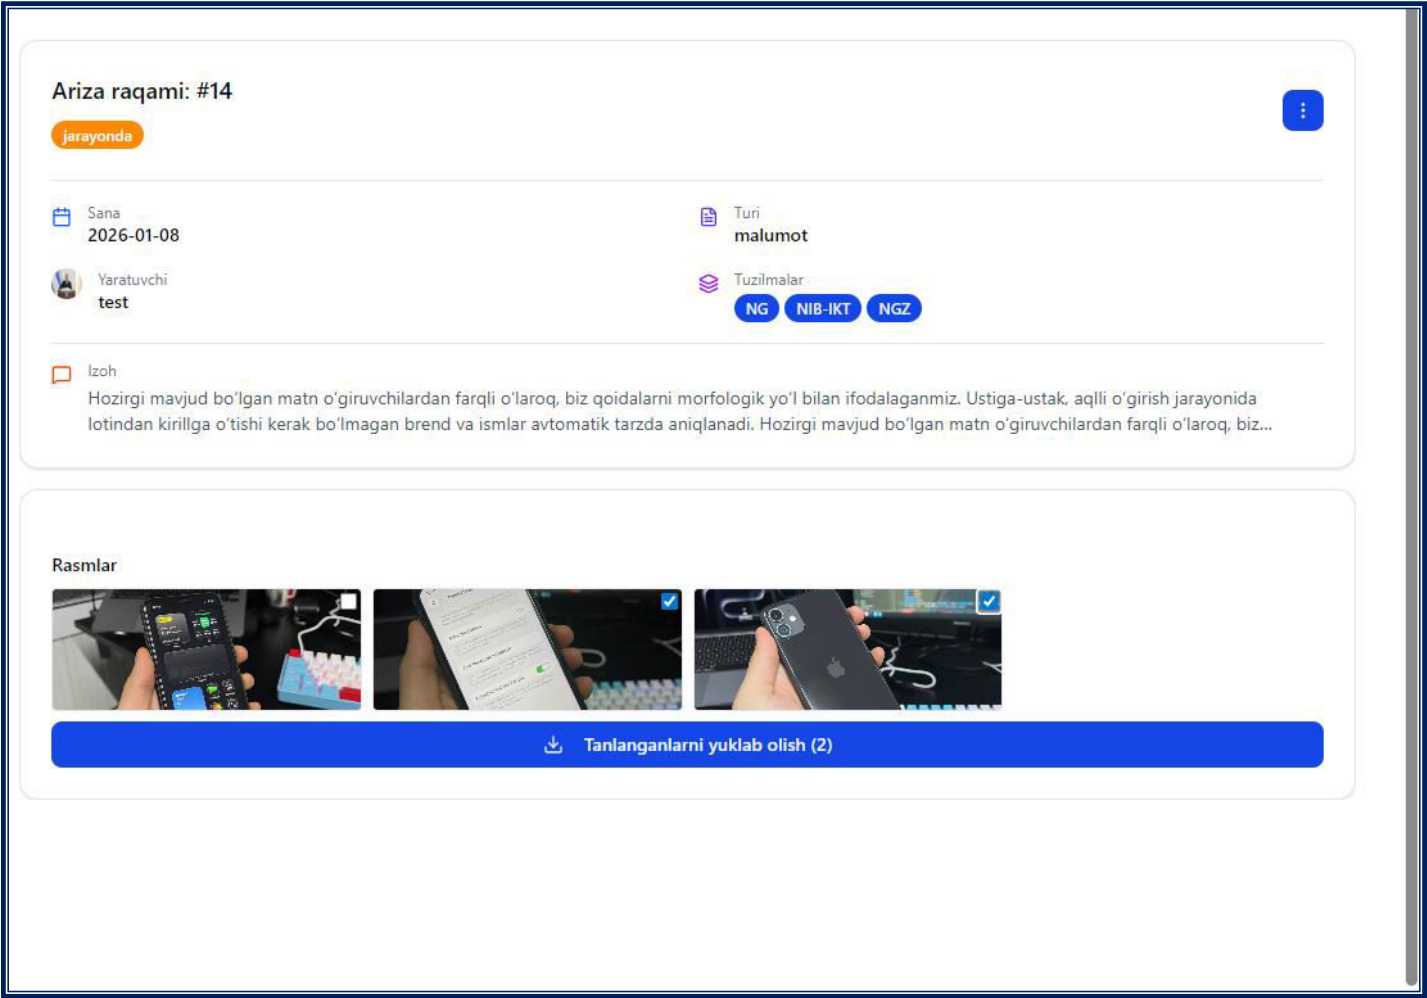 Ariza raqami: #14
jarayonda
Sana
2026-01-08
Turi
malumot
Yaratuvchi
test
Tuzilmalar
NG NIB-IKT NGZ
Izoh
Hozirgi mavjud bo‘lgan matn o‘giruvchilardan farqli o‘laroq, biz qoidalarni morfologik yo‘l bilan ifodalaganmiz. Ustiga-ustak, aqlli o‘girish jarayonida
lotindan kirillga o‘tishi kerak bo‘lmagan brend va ismlar avtomatik tarzda aniqlanadi. Hozirgi mavjud bo‘lgan matn o‘giruvchilardan farqli o‘laroq, biz...
Rasmlar
Tanlanganlarni yuklab olish (2)